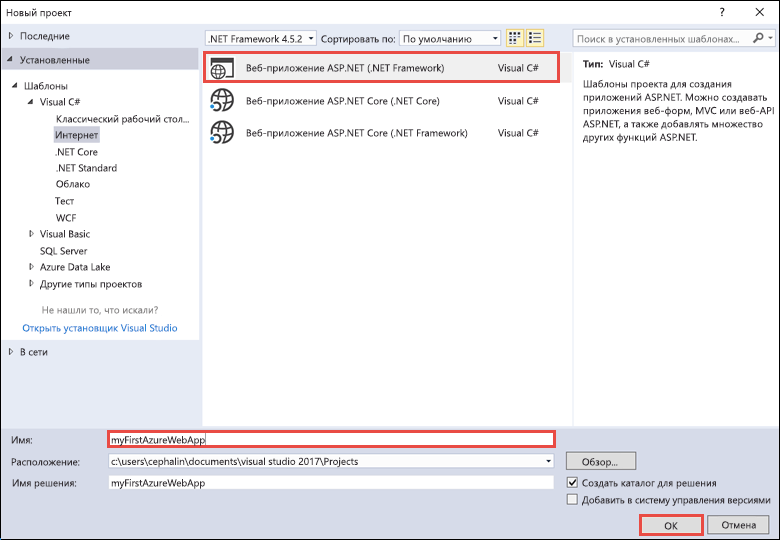 Новый проект
Последние
.NET Framework 4.5.2
Сортировать по:
По умолчанию
Поиск в установленных шаблонах...
Установленные
Шаблоны
Visual C#
Классический рабочий стол...
Интернет
.NET Core
.NET Standard
Облако
Тест
WCF
Visual Basic
SQL Server
Azure Data Lake
Другие типы проектов
Не нашли то, что искали?
Открыть установщик Visual Studio
В сети
Веб-приложение ASP.NET (.NET Framework) Visual C#
Веб-приложение ASP.NET Core (.NET Core) Visual C#
Веб-приложение ASP.NET Core (.NET Framework) Visual C#
Тип: Visual C#
Шаблоны проекта для создания
приложений ASP.NET. Можно создавать
приложения веб-форм, MVC или веб-API
ASP.NET, а также добавлять множество
других функций ASP.NET.
Имя: myFirstAzureWebApp
Расположение: c:\users\cephalin\documents\visual studio 2017\Projects
Обзор...
Имя решения: myFirstAzureWebApp
Создать каталог для решения
Добавить в систему управления версиями
ОК
Отмена